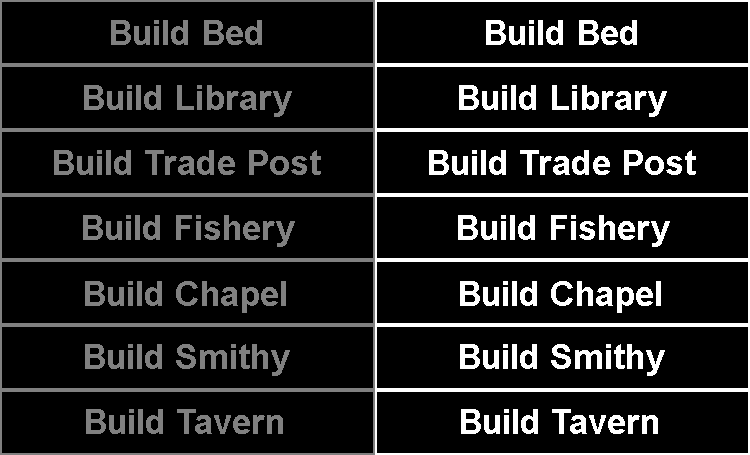 Build Bed Build Bed
Build Library Build Library
Build Trade Post Build Trade Post
Build Fishery Build Fishery
Build Chapel Build Chapel
Build Smithy Build Smithy
Build Tavern Build Tavern